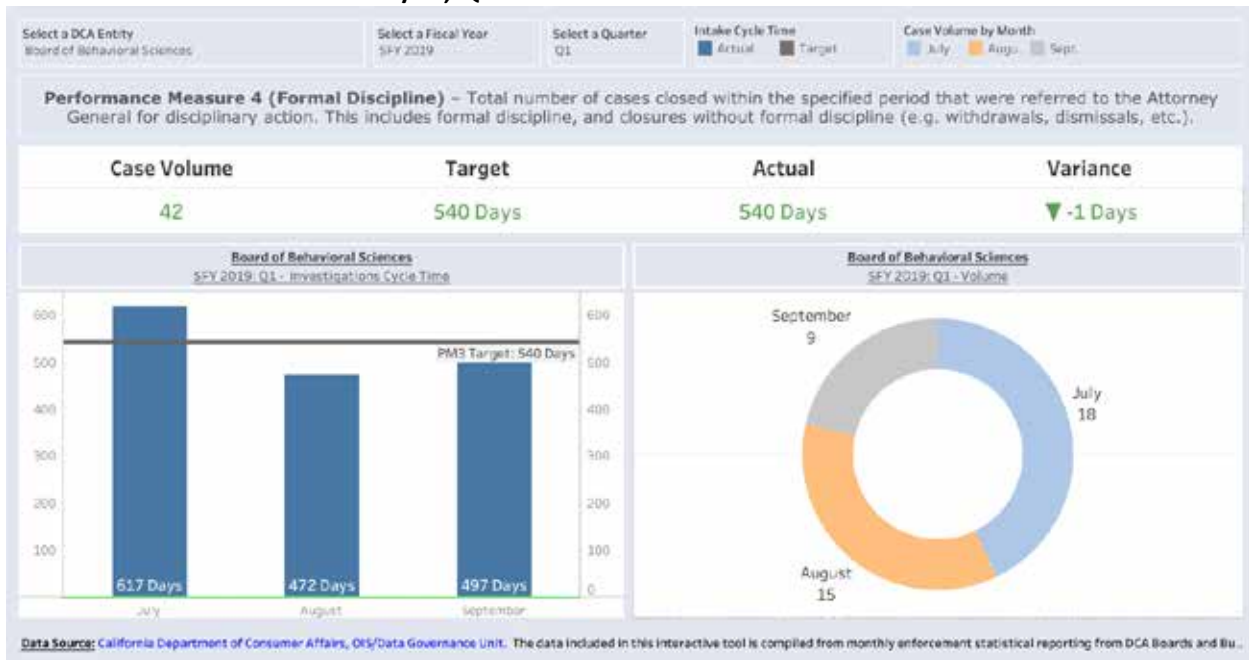 Select a DCA Entity
Board of Behavioral Sciences
Select a Fiscal Year
SFY 2019
Select a Quarter
Q1
Intake Cycle Time
Actual Target
Case Volume by Month
July Augu.. Sept.
Performance Measure 4 (Formal Discipline) – Total number of cases closed within the specified period that were referred to the Attorney
General for disciplinary action. This includes formal discipline, and closures without formal discipline (e.g. withdrawals, dismissals, etc.).
Case Volume Target Actual Variance
42 540 Days 540 Days ▼ -1 Days
Board of Behavioral Sciences
SFY 2019: Q1 - Investigations Cycle Time
600 600
PM3 Target: 540 Days
500 500
400 400
300 300
200 200
100 100
617 Days 472 Days 497 Days 0
July August September
Board of Behavioral Sciences
SFY 2019: Q1 - Volume
September
9
July
18
August
15
Data Source: California Department of Consumer Affairs, OIS/Data Governance Unit. The data included in this interactive tool is compiled from monthly enforcement statistical reporting from DCA Boards and Bu..